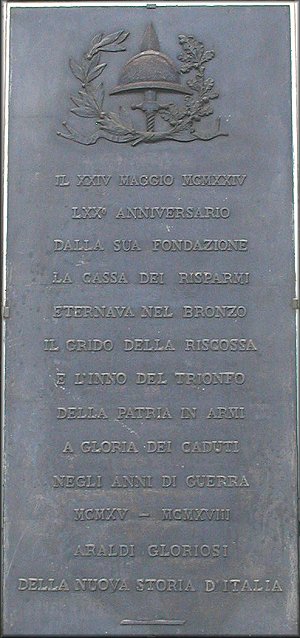 IL XXIV MAGGIO MCMXXIV
LXXº ANNIVERSARIO
DALLA SUA FONDAZIONE
LA CASSA DEI RISPARMI
ETERNAVA NEL BRONZO
IL GRIDO DELLA RISCOSSA
E L'INNO DEL TRIONFO
DELLA PATRIA IN ARMI
A GLORIA DEI CADUTI
NEGLI ANNI DI GUERRA
MCMXV – MCMXVIII
ARALDI GLORIOSI
DELLA NUOVA STORIA D'ITALIA